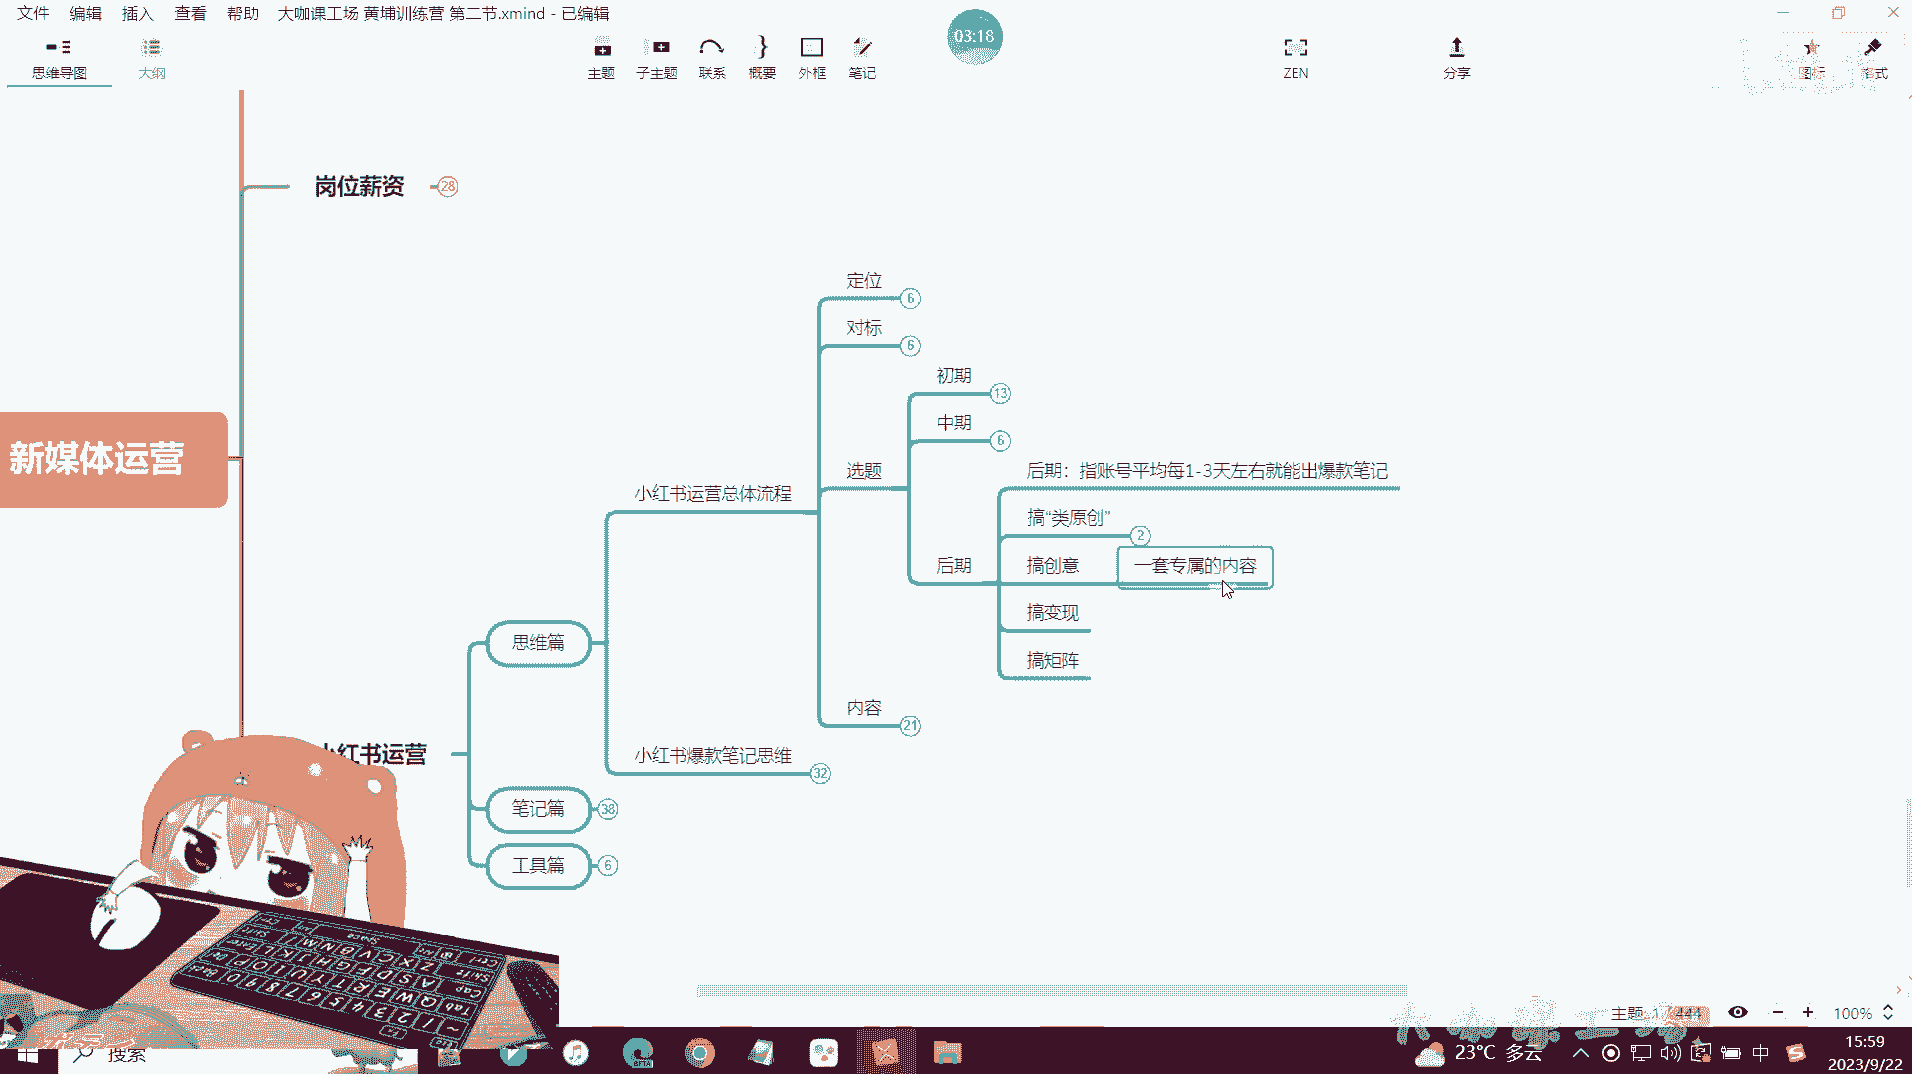 文件 编辑 插入 查看 帮助 大咖课工场 黄埔训练营 第二节.xmind - 已编辑
思维导图
大纲
主题
子主题
联系
概要
外框
笔记
03:18
ZEN
分享
图标
格式
岗位薪资
28
定位
6
对标
6
初期
13
中期
6
新媒体运营
选题
后期：指账号平均每1-3天左右就能出爆款笔记
小红书运营总体流程
搞“类原创”
2
后期
搞创意
一套专属的内容
搞变现
思维篇
搞矩阵
内容
21
小红书运营
小红书爆款笔记思维
32
笔记篇
38
工具篇
6
100%
大咖课工场
搜索
23°C 多云
中
15:59
2023/9/22